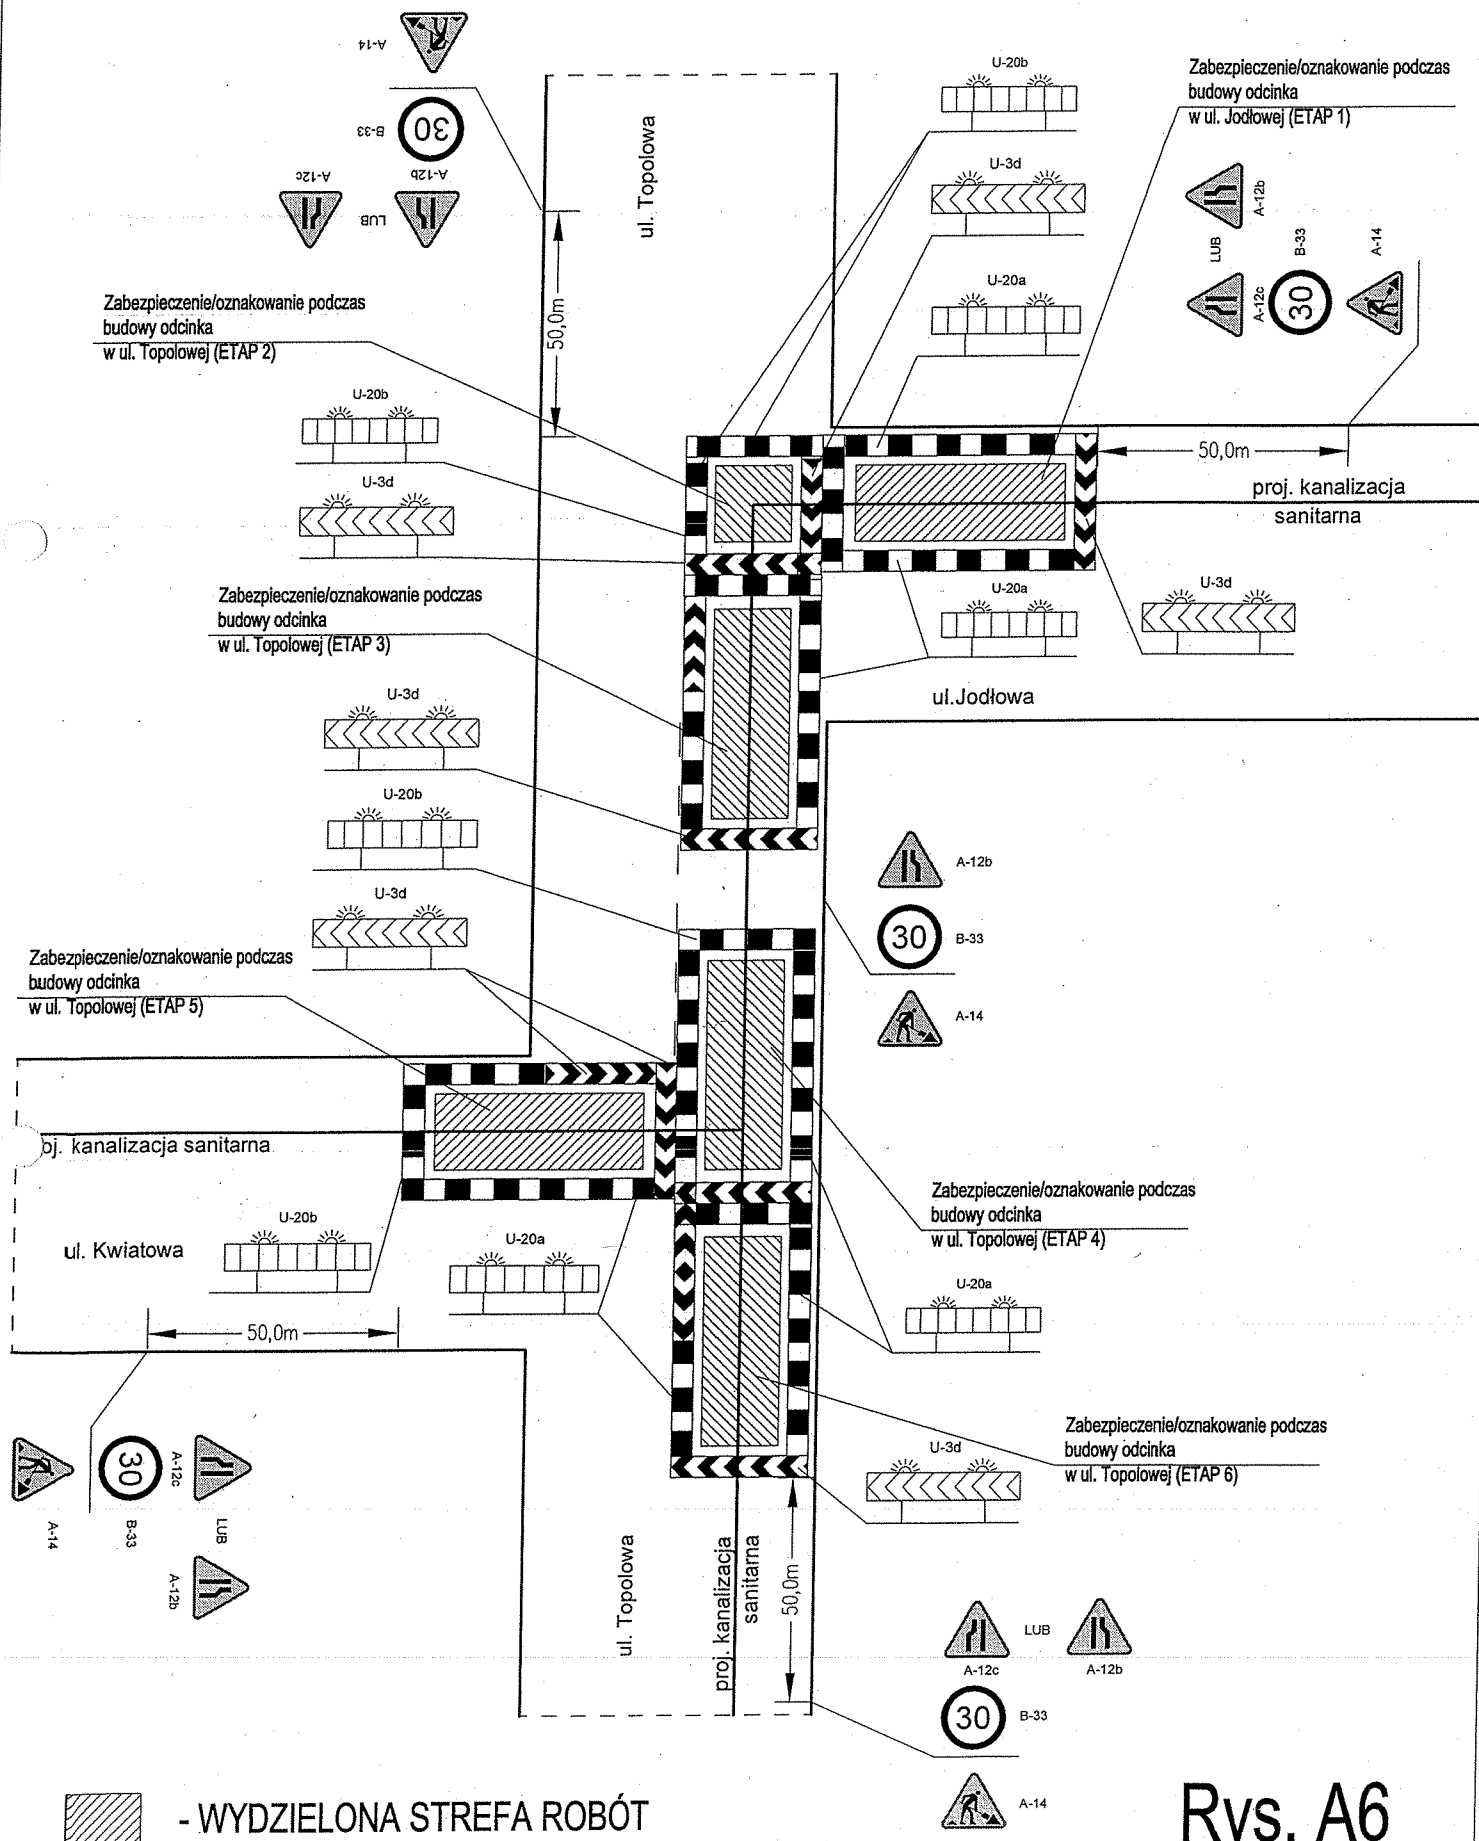 A-14
30
B-33
A-12c
LUB
A-12b
ul. Topolowa
50,0m
U-20b
U-3d
U-20a
Zabezpieczenie/oznakowanie podczas
budowy odcinka
w ul. Jodłowej (ETAP 1)
A-12b
LUB
A-12c
B-33
30
A-14
Zabezpieczenie/oznakowanie podczas
budowy odcinka
w ul. Topolowej (ETAP 2)
U-20b
U-3d
50,0m
proj. kanalizacja
sanitarna
Zabezpieczenie/oznakowanie podczas
budowy odcinka
w ul. Topolowej (ETAP 3)
U-20a
U-3d
ul.Jodłowa
U-3d
U-20b
U-3d
A-12b
30
B-33
A-14
Zabezpieczenie/oznakowanie podczas
budowy odcinka
w ul. Topolowej (ETAP 5)
oj. kanalizacja sanitarna
ul. Kwiatowa
U-20b
U-20a
50,0m
Zabezpieczenie/oznakowanie podczas
budowy odcinka
w ul. Topolowej (ETAP 4)
U-20a
A-14
30
B-33
A-12c
LUB
A-12b
Zabezpieczenie/oznakowanie podczas
budowy odcinka
w ul. Topolowej (ETAP 6)
U-3d
ul. Topolowa
proj. kanalizacja
sanitarna
50,0m
A-12c
LUB
A-12b
30
B-33
A-14
- WYDZIELONA STREFA ROBÓT
Rys. A6